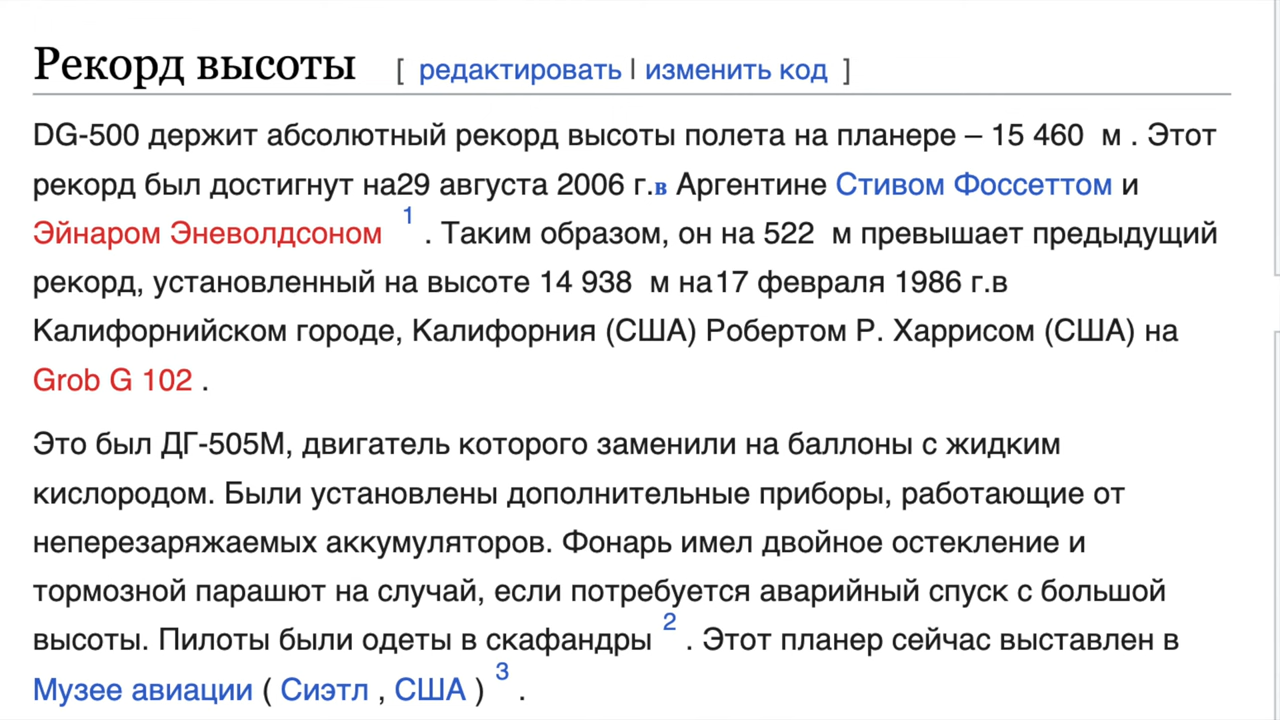 Рекорд высоты [ редактировать | изменить код ]
DG-500 держит абсолютный рекорд высоты полета на планере – 15 460 м . Этот
рекорд был достигнут на29 августа 2006 г.в Аргентине Стивом Фоссеттом и
Эйнаром Эневолдсоном 1 . Таким образом, он на 522 м превышает предыдущий
рекорд, установленный на высоте 14 938 м на17 февраля 1986 г.в
Калифорнийском городе, Калифорния (США) Робертом Р. Харрисом (США) на
Grob G 102 .
Это был ДГ-505М, двигатель которого заменили на баллоны с жидким
кислородом. Были установлены дополнительные приборы, работающие от
неперезаряжаемых аккумуляторов. Фонарь имел двойное остекление и
тормозной парашют на случай, если потребуется аварийный спуск с большой
высоты. Пилоты были одеты в скафандры 2 . Этот планер сейчас выставлен в
Музее авиации ( Сиэтл , США ) 3 .